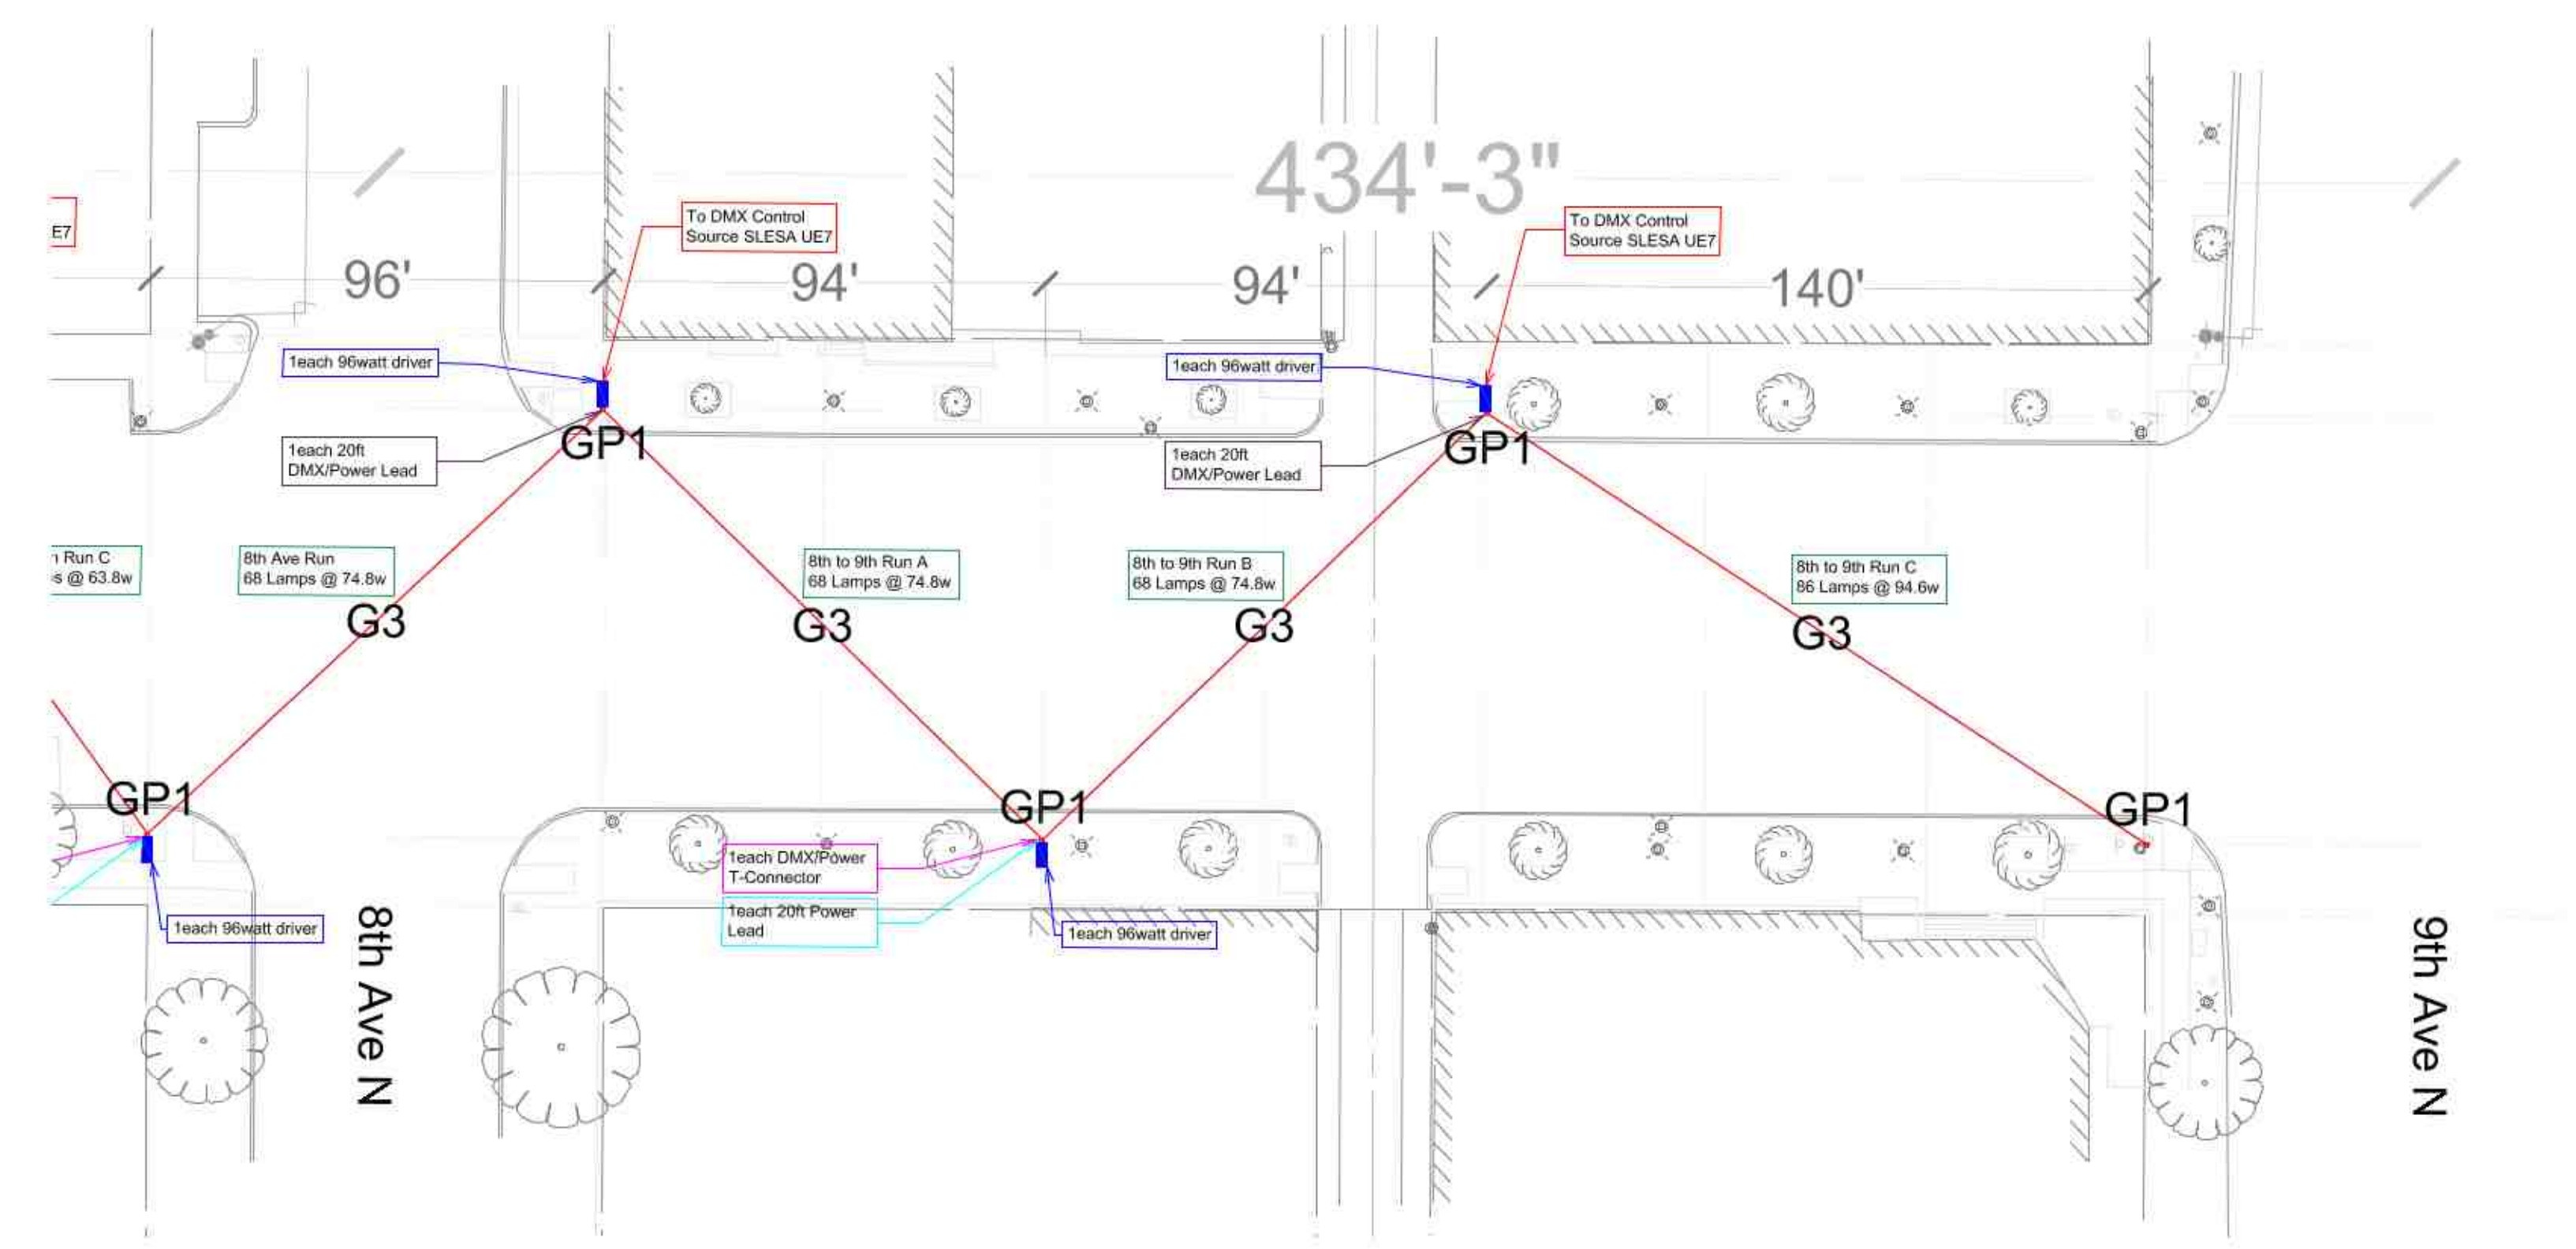 434'-3"
E7
To DMX Control
Source SLESA UE7
To DMX Control
Source SLESA UE7
96'
94'
94'
140'
1each 96watt driver
1each 96watt driver
GP1
GP1
1each 20ft
DMX/Power Lead
1each 20ft
DMX/Power Lead
Run C
@ 63.8w
8th Ave Run
68 Lamps @ 74.8w
8th to 9th Run A
68 Lamps @ 74.8w
8th to 9th Run B
68 Lamps @ 74.8w
8th to 9th Run C
86 Lamps @ 94.6w
G3
G3
G3
G3
GP1
GP1
GP1
1each DMX/Power
T-Connector
1each 20ft Power
Lead
1each 96watt driver
1each 96watt driver
8th Ave N
9th Ave N